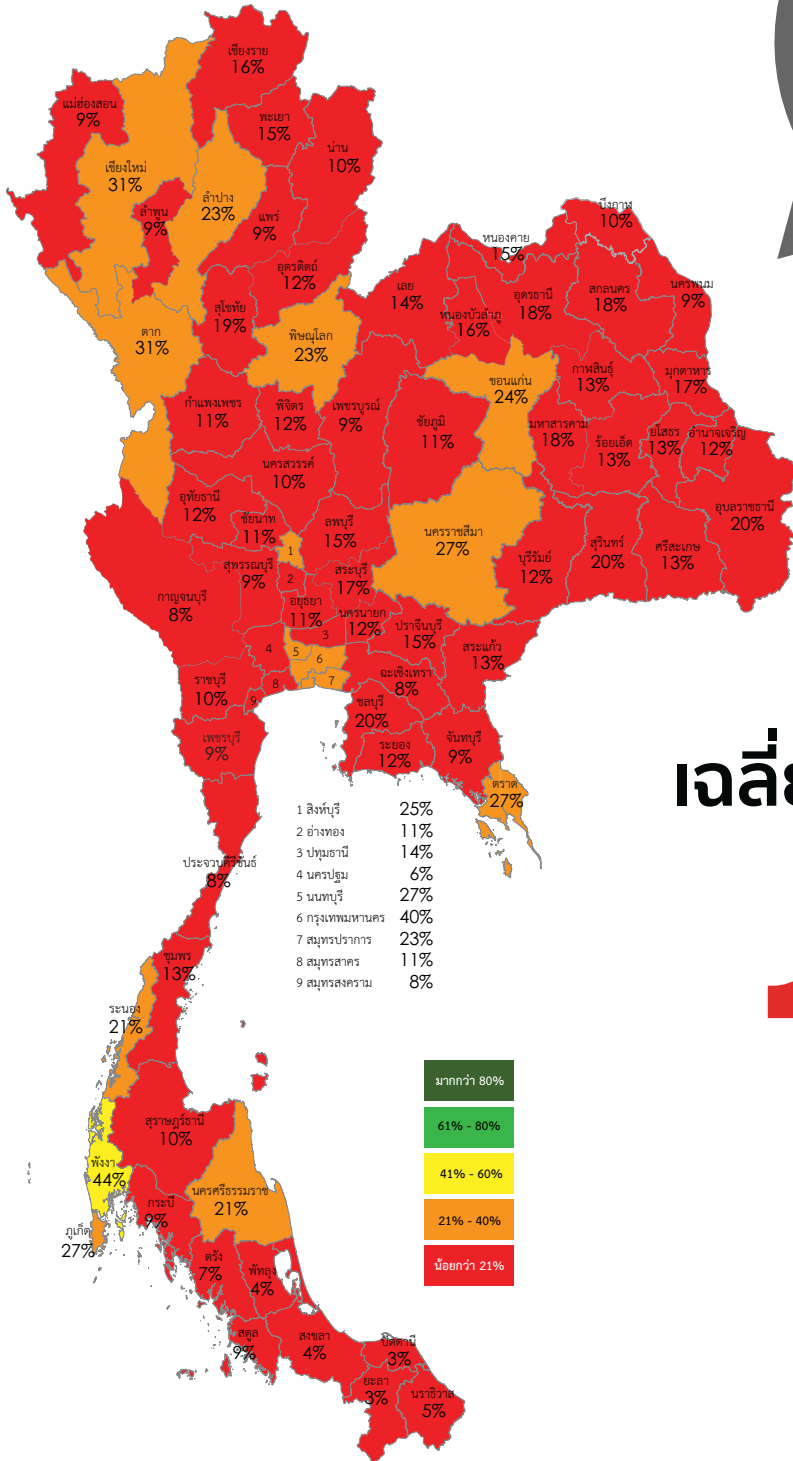 เชียงราย
16%
แม่ฮ่องสอน
9%
พะเยา
15%
น่าน
10%
เชียงใหม่
31%
ลำปาง
23%
ลำพูน
9%
แพร่
9%
บึงกาฬ
10%
หนองคาย
15%
อุตรดิตถ์
12%
เลย
14%
อุดรธานี
18%
สกลนคร
18%
นครพนม
9%
สุโขทัย
19%
หนองบัวลำภู
16%
ตาก
31%
พิษณุโลก
23%
ขอนแก่น
24%
กาฬสินธุ์
13%
มุกดาหาร
17%
กำแพงเพชร
11%
พิจิตร
12%
เพชรบูรณ์
9%
ชัยภูมิ
11%
มหาสารคาม
18%
ร้อยเอ็ด
13%
ยโสธร
13%
อำนาจเจริญ
12%
นครสวรรค์
10%
อุทัยธานี
12%
ชัยนาท
11%
ลพบุรี
15%
นครราชสีมา
27%
อุบลราชธานี
20%
บุรีรัมย์
12%
สุรินทร์
20%
ศรีสะเกษ
13%
1
สุพรรณบุรี
9%
2
สระบุรี
17%
กาญจนบุรี
8%
อยุธยา
11%
นครนายก
12%
ปราจีนบุรี
15%
3
4
5
6
7
8
9
สระแก้ว
13%
ฉะเชิงเทรา
8%
ราชบุรี
10%
ชลบุรี
20%
เพชรบุรี
9%
ระยอง
12%
จันทบุรี
9%
ตราด
27%
เฉลี่ย
1 สิงห์บุรี 25%
2 อ่างทอง 11%
3 ปทุมธานี 14%
4 นครปฐม 6%
5 นนทบุรี 27%
6 กรุงเทพมหานคร 40%
7 สมุทรปราการ 23%
8 สมุทรสาคร 11%
9 สมุทรสงคราม 8%
ประจวบคีรีขันธ์
8%
ชุมพร
13%
ระนอง
21%
สุราษฎร์ธานี
10%
พังงา
44%
นครศรีธรรมราช
21%
กระบี่
9%
ภูเก็ต
27%
ตรัง
7%
พัทลุง
4%
สตูล
9%
สงขลา
4%
ปัตตานี
3%
ยะลา
3%
นราธิวาส
5%
มากกว่า 80%
61% - 80%
41% - 60%
21% - 40%
น้อยกว่า 21%